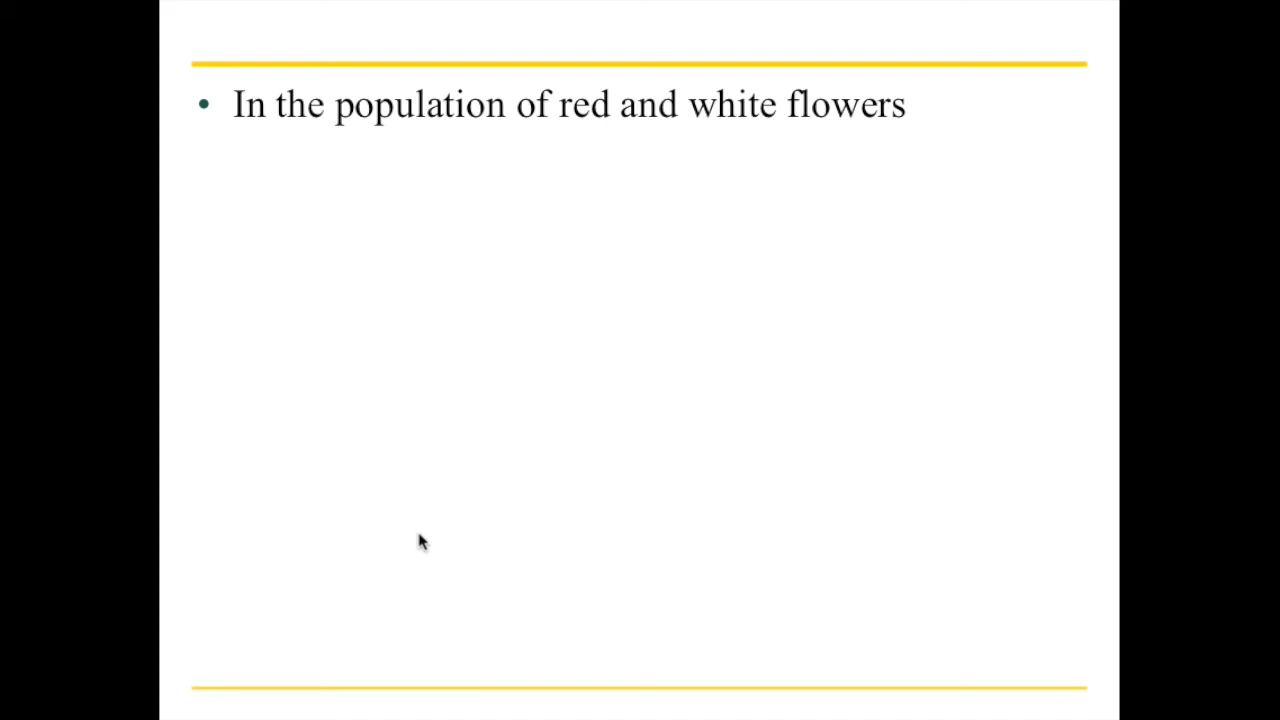 • In the population of red and white flowers